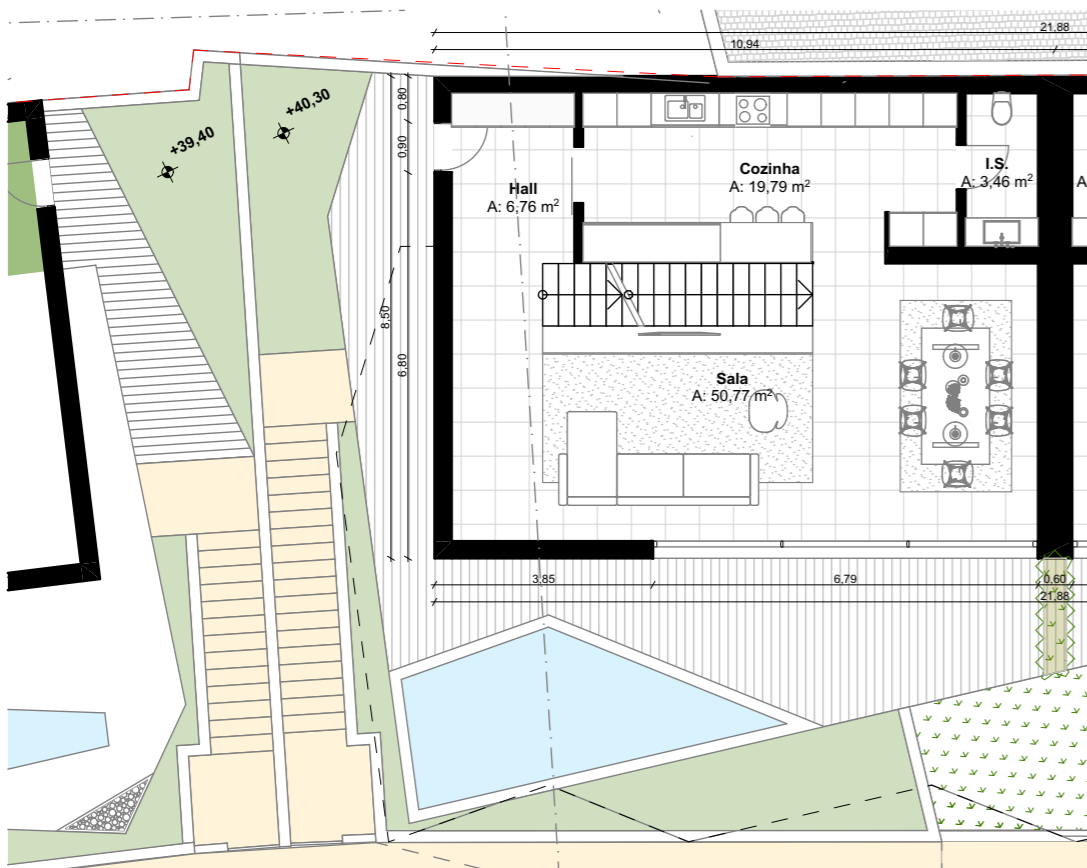 21,88
10,94
0,80
+40,30
+39,40
0,90
Cozinha
A: 19,79 m²
I.S.
A: 3,46 m²
A
Hall
A: 6,76 m²
8,50
6,80
Sala
A: 50,77 m²
3,85
6,79
0,60
21,88